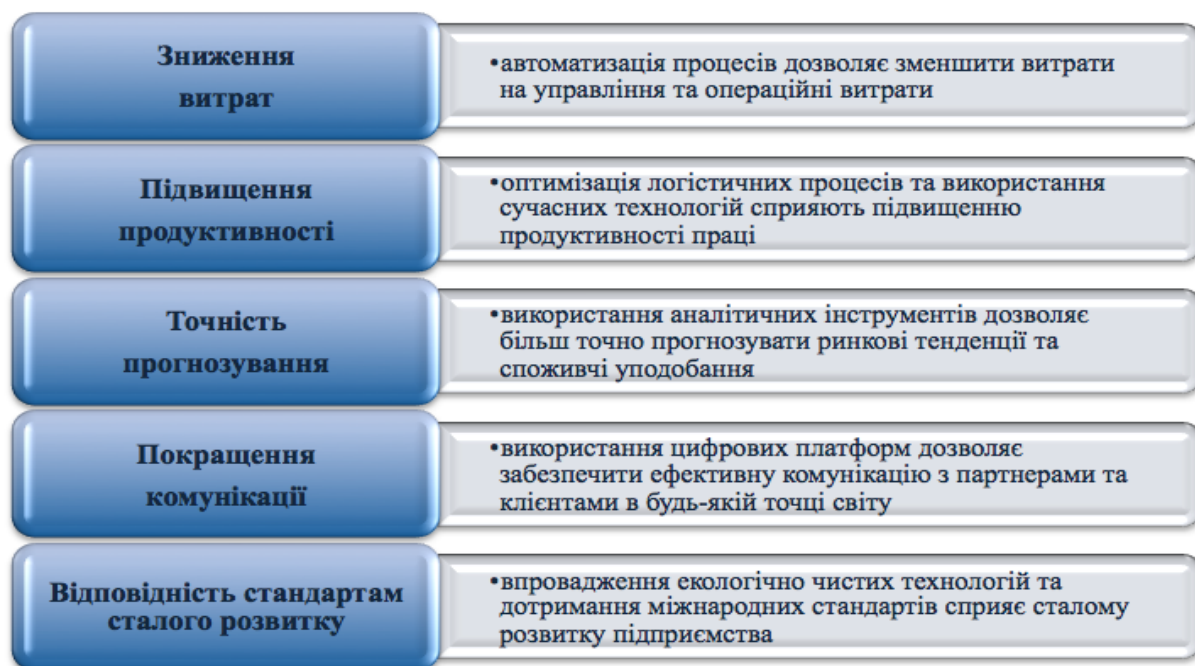 Зниження
витрат
•автоматизація процесів дозволяє зменшити витрати
на управління та операційні витрати
Підвищення
продуктивності
•оптимізація логістичних процесів та використання
сучасних технологій сприяють підвищенню
продуктивності праці
Точність
прогнозування
•використання аналітичних інструментів дозволяє
більш точно прогнозувати ринкові тенденції та
споживчі уподобання
Покращення
комунікації
•використання цифрових платформ дозволяє
забезпечити ефективну комунікацію з партнерами та
клієнтами в будь-якій точці світу
Відповідність стандартам
сталого розвитку
•впровадження екологічно чистих технологій та
дотримання міжнародних стандартів сприяє сталому
розвитку підприємства